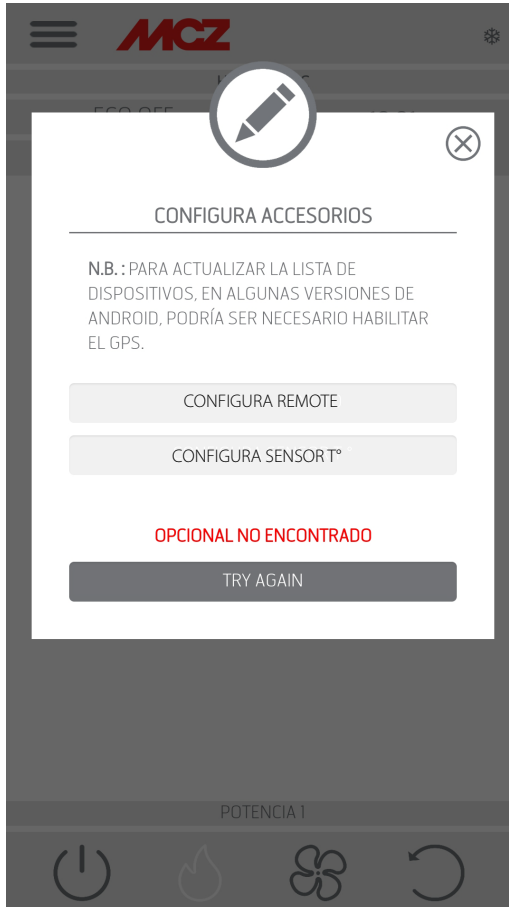 MCZ
CONFIGURA ACCESORIOS
N.B. : PARA ACTUALIZAR LA LISTA DE
DISPOSITIVOS, EN ALGUNAS VERSIONES DE
ANDROID, PODRÍA SER NECESARIO HABILITAR
EL GPS.
CONFIGURA REMOTE
CONFIGURA SENSOR T°
OPCIONAL NO ENCONTRADO
TRY AGAIN
POTENCIA 1